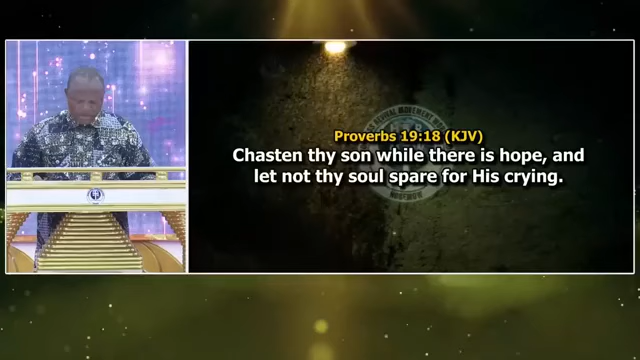 Proverbs 19:18 (KJV)
Chasten thy son while there is hope, and
let not thy soul spare for His crying.